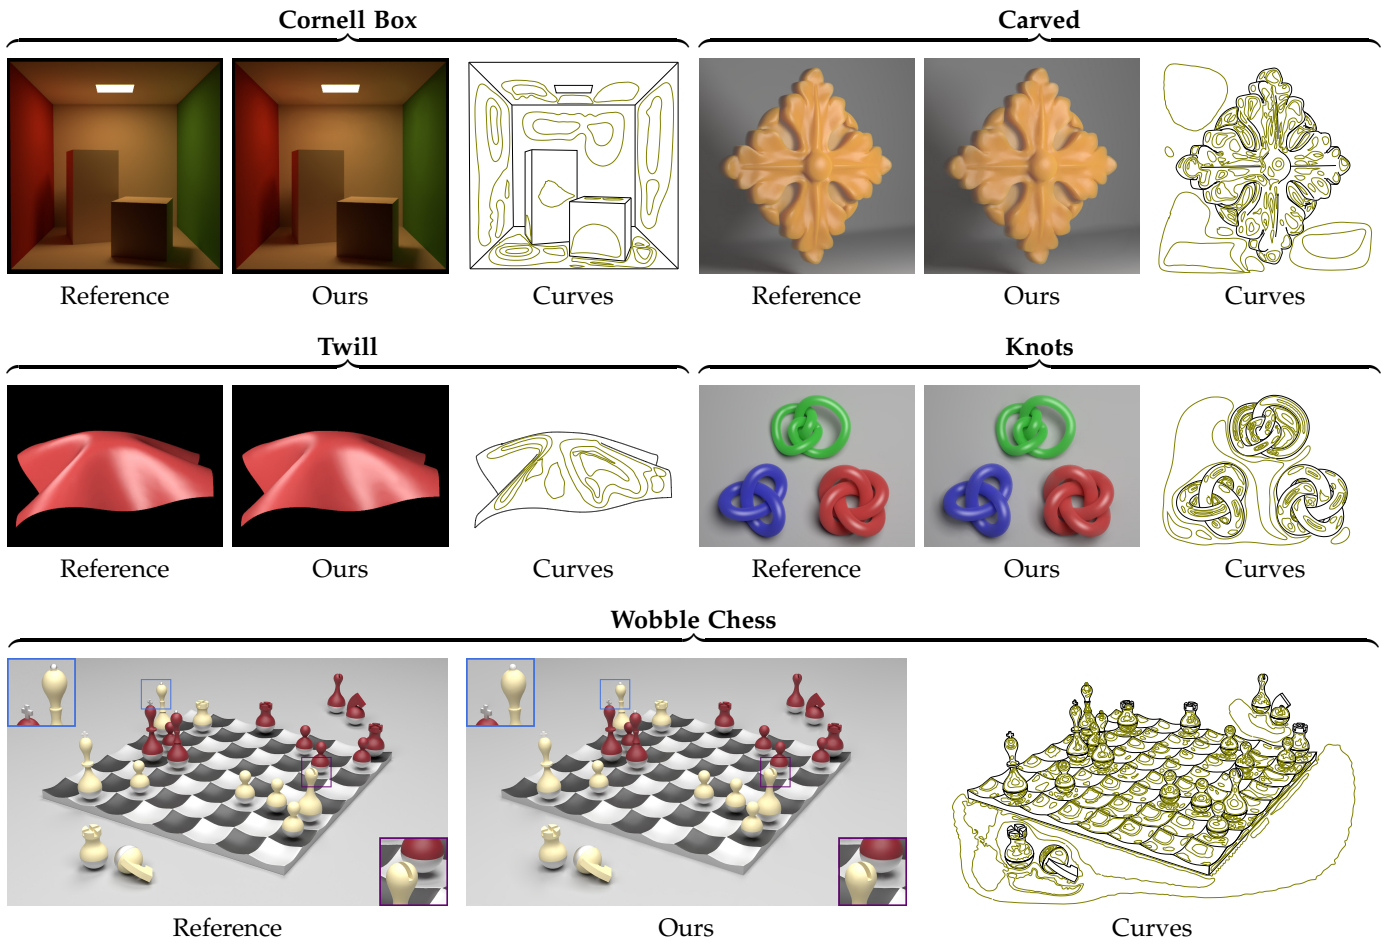 Cornell Box Carved
Reference Ours Curves Reference Ours Curves
Twill Knots
Reference Ours Curves Reference Ours Curves
Wobble Chess
Reference Ours Curves